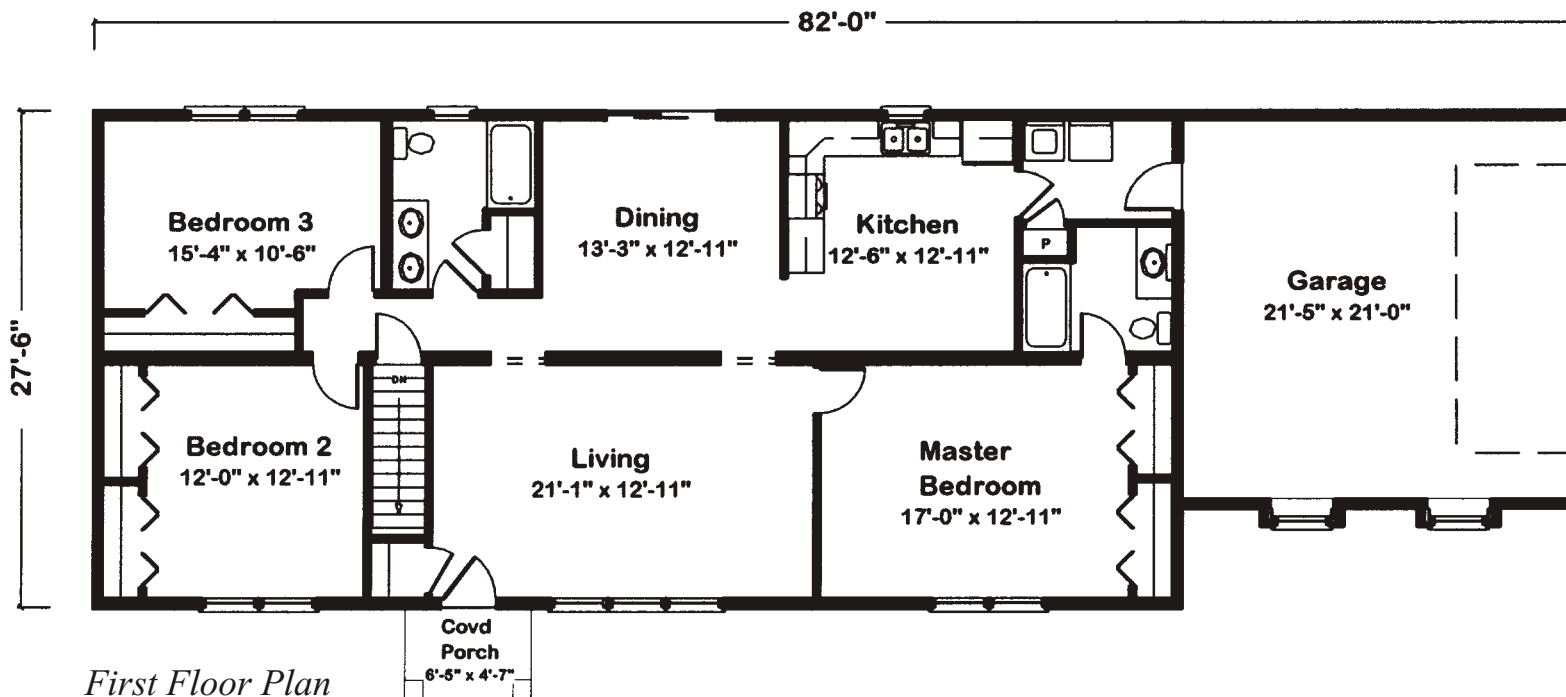 82'-0"
27'-6"
Bedroom 3
15'-4" x 10'-6"
Dining
13'-3" x 12'-11"
Kitchen
12'-6" x 12'-11"
P
Garage
21'-5" x 21'-0"
DN
Bedroom 2
12'-0" x 12'-11"
Living
21'-1" x 12'-11"
Master
Bedroom
17'-0" x 12'-11"
Covd
Porch
6'-5" x 4'-7"
First Floor Plan